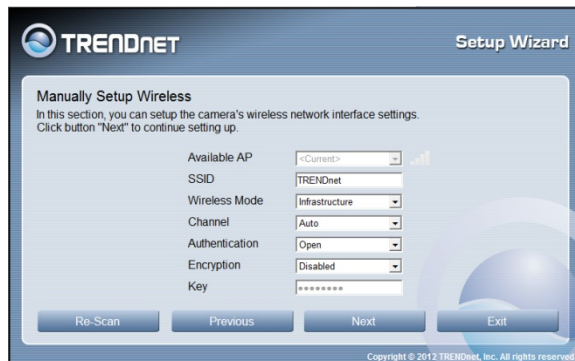 TRENDNET
Setup Wizard
Manually Setup Wireless
In this section, you can setup the camera's wireless network interface settings.
Click button "Next" to continue setting up.
Available AP <Current>
SSID TRENDnet
Wireless Mode Infrastructure
Channel Auto
Authentication Open
Encryption Disabled
Key ••••••••
Re-Scan Previous Next Exit
Copyright © 2012 TRENDnet, Inc. All rights reserved